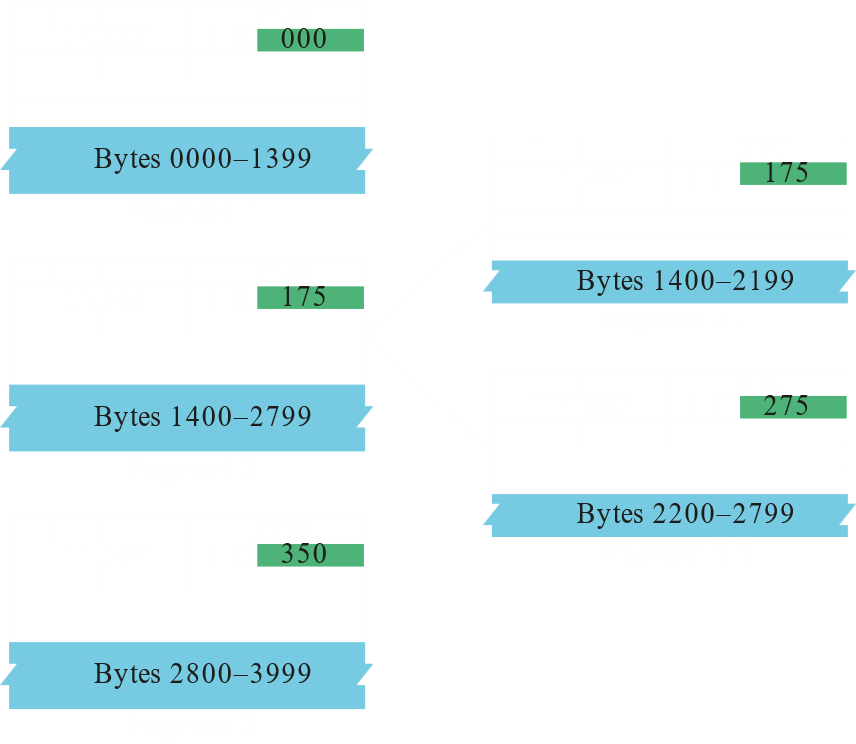 000
Bytes 0000–1399
175
Bytes 1400–2799
350
Bytes 2800–3999
175
Bytes 1400–2199
275
Bytes 2200–2799